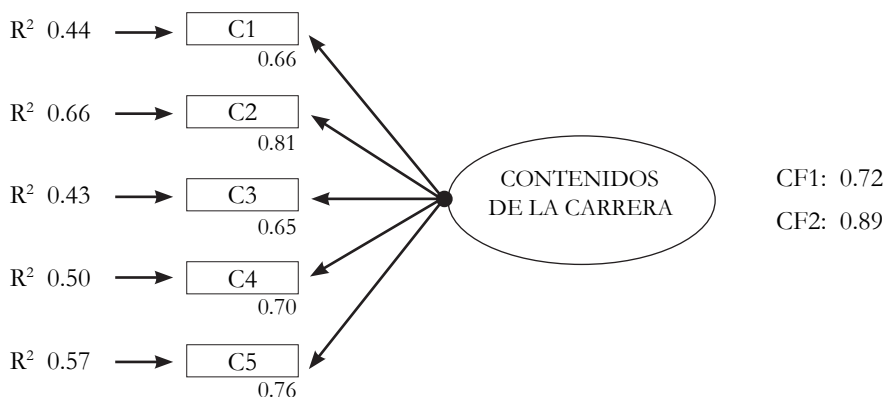 R² 0.44 C1
0.66
R² 0.66 C2
0.81
R² 0.43 C3
0.65
R² 0.50 C4
0.70
R² 0.57 C5
0.76
CONTENIDOS
DE LA CARRERA
CF1: 0.72
CF2: 0.89